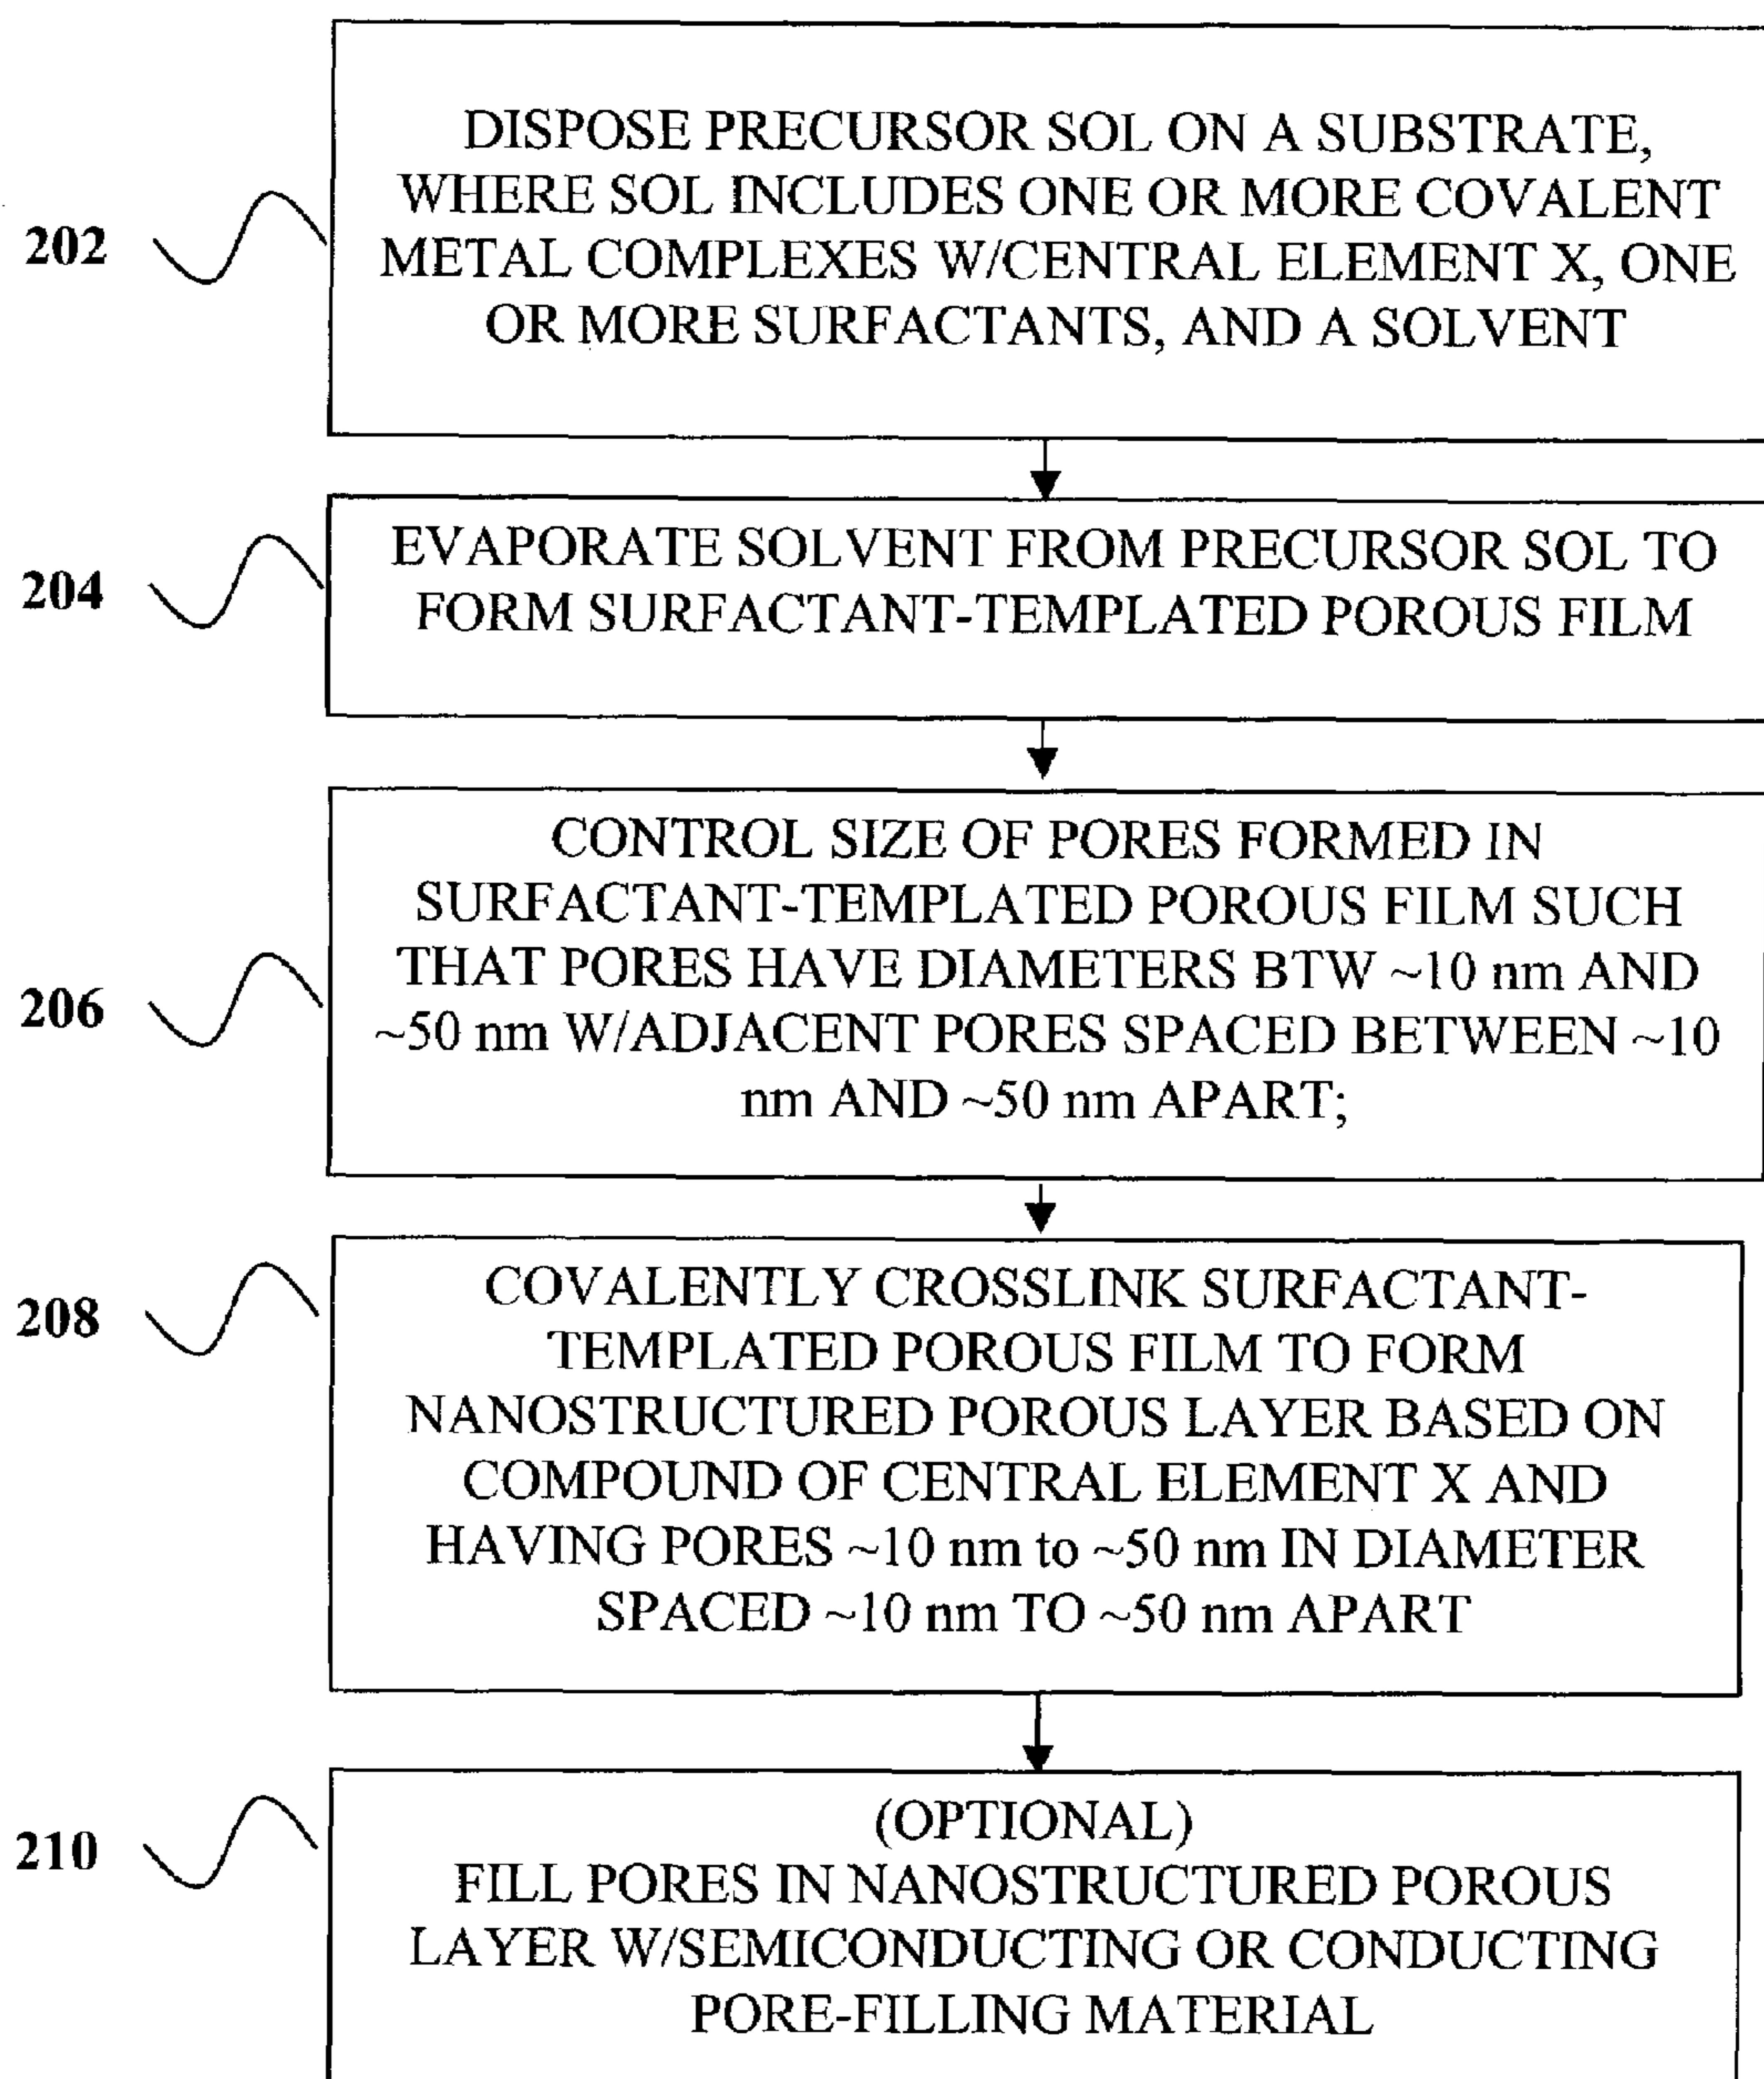 202
DISPOSE PRECURSOR SOL ON A SUBSTRATE,
WHERE SOL INCLUDES ONE OR MORE COVALENT
METAL COMPLEXES W/CENTRAL ELEMENT X, ONE
OR MORE SURFACTANTS, AND A SOLVENT
204
EVAPORATE SOLVENT FROM PRECURSOR SOL TO
FORM SURFACTANT-TEMPLATED POROUS FILM
206
CONTROL SIZE OF PORES FORMED IN
SURFACTANT-TEMPLATED POROUS FILM SUCH
THAT PORES HAVE DIAMETERS BTW ~10 nm AND
~50 nm W/ADJACENT PORES SPACED BETWEEN ~10
nm AND ~50 nm APART;
208
COVALENTLY CROSSLINK SURFACTANT-
TEMPLATED POROUS FILM TO FORM
NANOSTRUCTURED POROUS LAYER BASED ON
COMPOUND OF CENTRAL ELEMENT X AND
HAVING PORES ~10 nm to ~50 nm IN DIAMETER
SPACED ~10 nm TO ~50 nm APART
210
(OPTIONAL)
FILL PORES IN NANOSTRUCTURED POROUS
LAYER W/SEMICONDUCTING OR CONDUCTING
PORE-FILLING MATERIAL